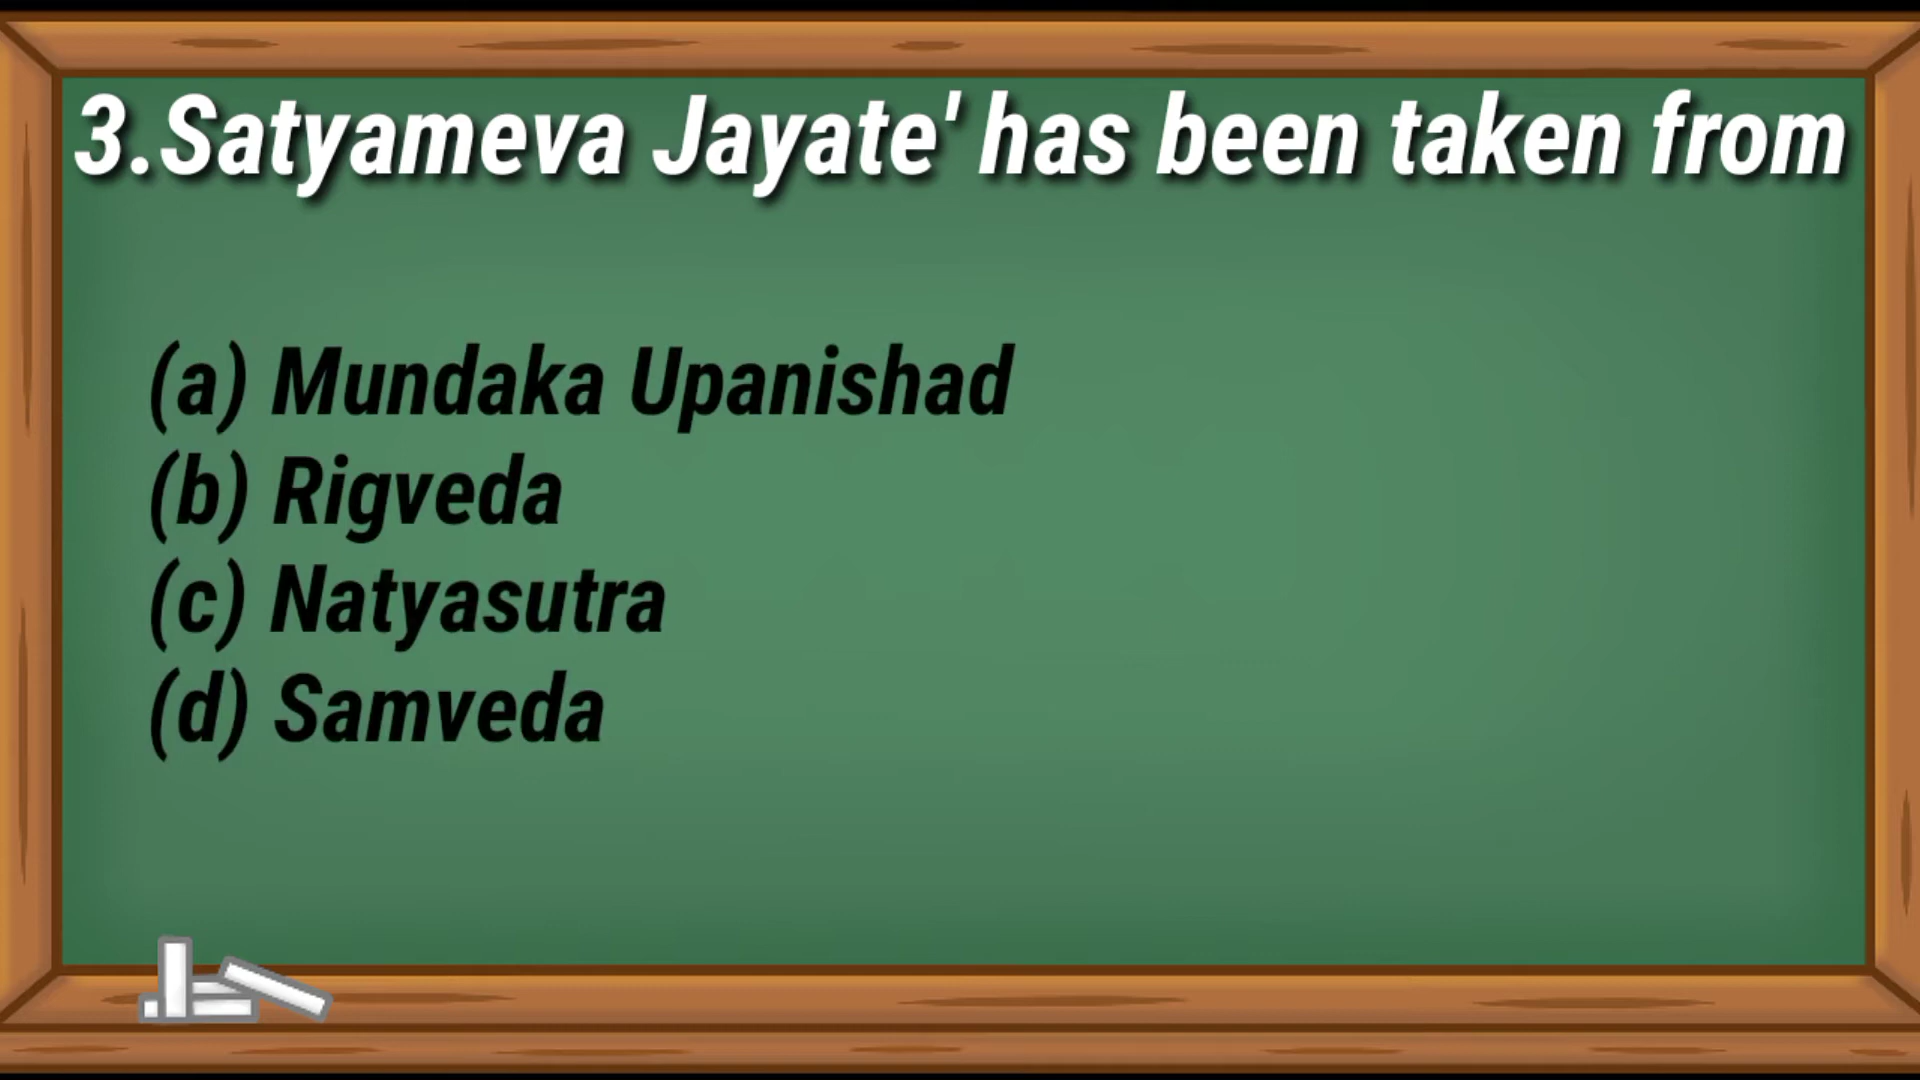 3.Satyameva Jayate' has been taken from
(a) Mundaka Upanishad
(b) Rigveda
(c) Natyasutra
(d) Samveda